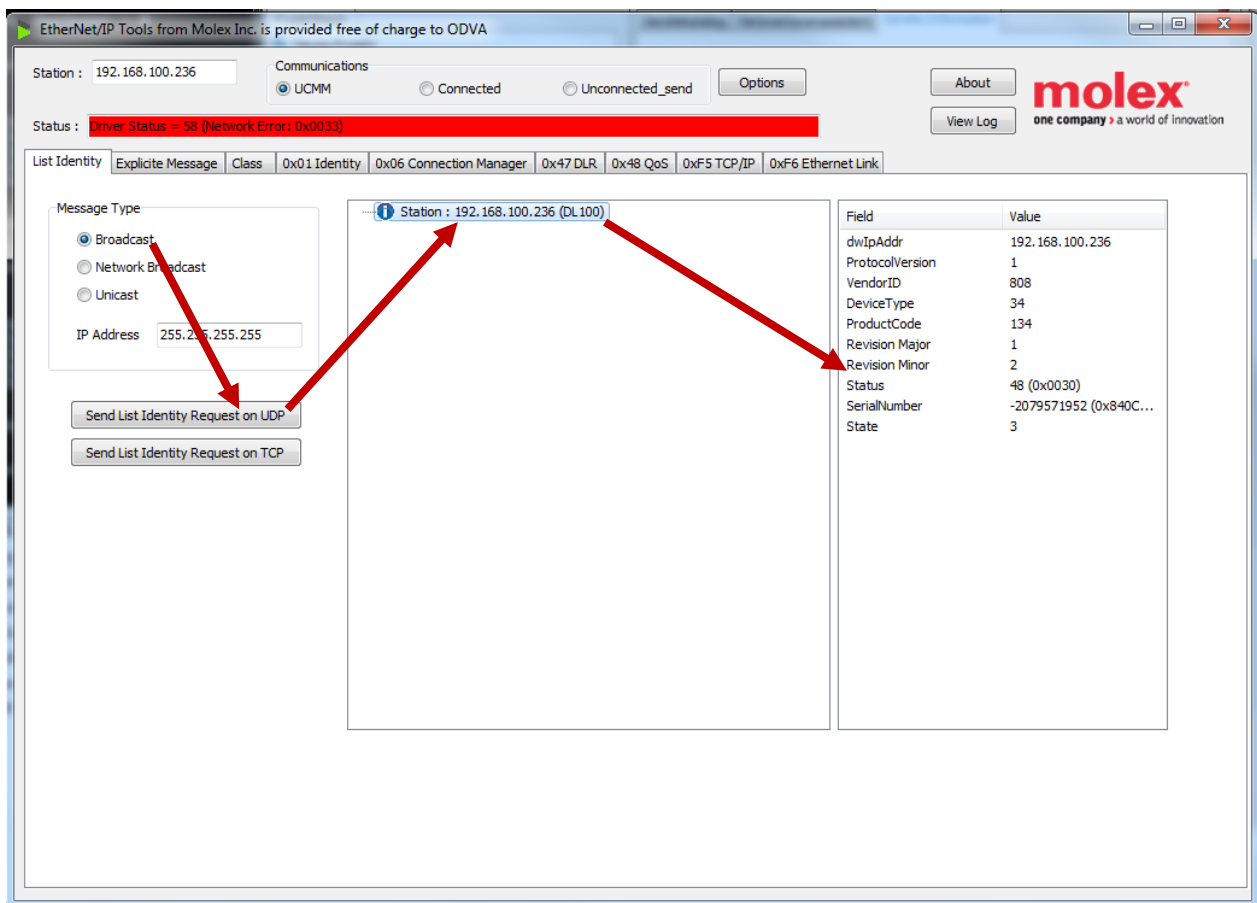 EtherNet/IP Tools from Molex Inc. is provided free of charge to ODVA
Station : 192.168.100.236
Communications
UCMM Connected Unconnected_send
Options
About
View Log
molex
one company > a world of innovation
Status : Driver Status = 58 (Network Error: 0x0033)
List Identity Explicite Message Class 0x01 Identity 0x06 Connection Manager 0x47 DLR 0x48 QoS 0xF5 TCP/IP 0xF6 Ethernet Link
Message Type
Broadcast
Network Broadcast
Unicast
IP Address 255.255.255.255
Send List Identity Request on UDP
Send List Identity Request on TCP
Station : 192.168.100.236 (DL100)
Field Value
dwIpAddr 192.168.100.236
ProtocolVersion 1
VendorID 808
DeviceType 34
ProductCode 134
Revision Major 1
Revision Minor 2
Status 48 (0x0030)
SerialNumber -2079571952 (0x840C...
State 3